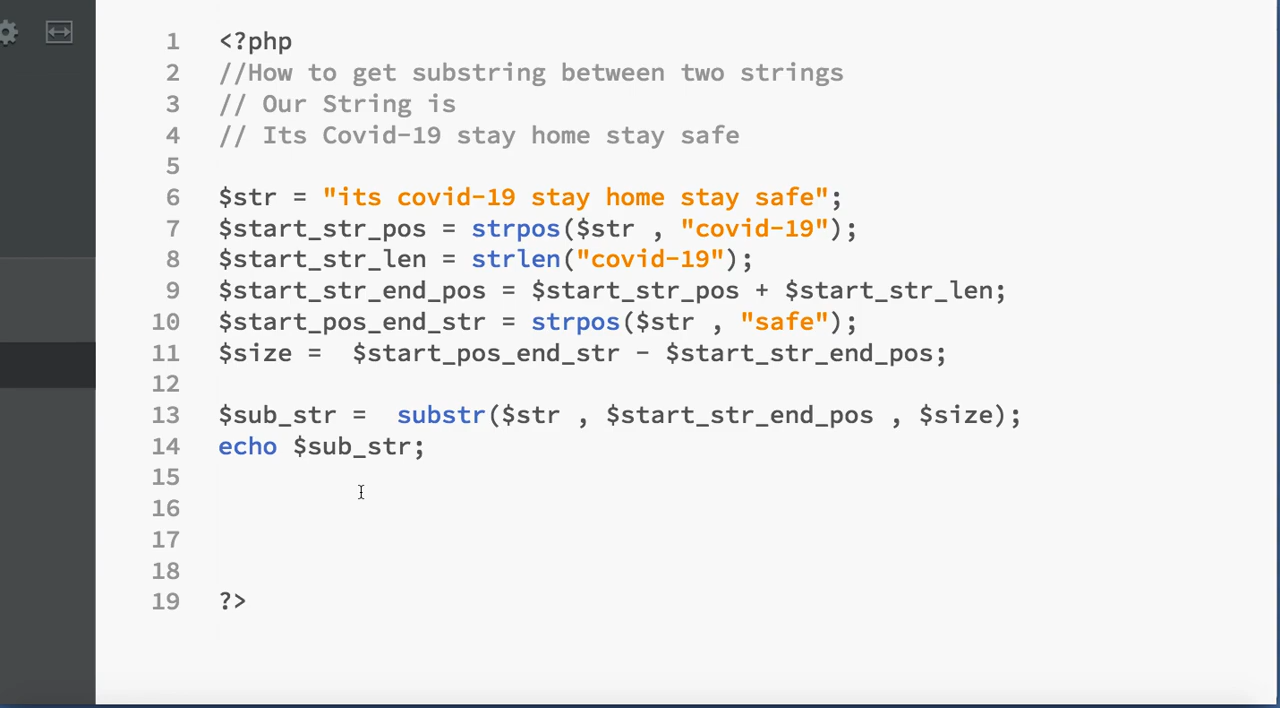 1 <?php
2 //How to get substring between two strings
3 // Our String is
4 // Its Covid-19 stay home stay safe
5
6 $str = "its covid-19 stay home stay safe";
7 $start_str_pos = strpos($str , "covid-19");
8 $start_str_len = strlen("covid-19");
9 $start_str_end_pos = $start_str_pos + $start_str_len;
10 $start_pos_end_str = strpos($str , "safe");
11 $size =  $start_pos_end_str - $start_str_end_pos;
12
13 $sub_str =  substr($str , $start_str_end_pos , $size);
14 echo $sub_str;
15
16
17
18
19 ?>